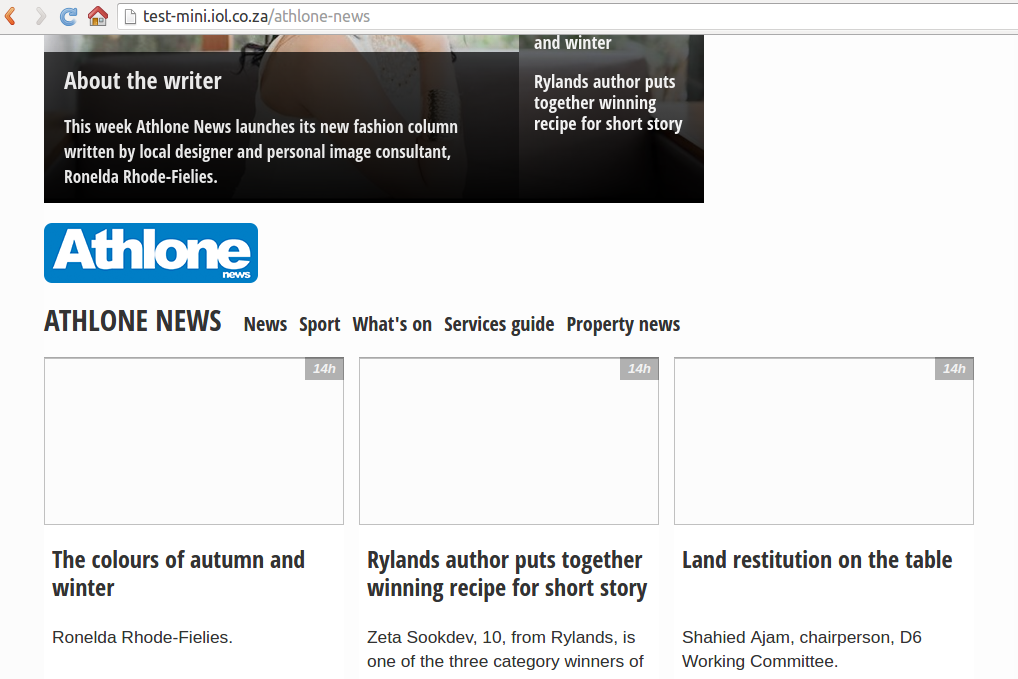 test-mini.iol.co.za/athlone-news
and winter
About the writer
Rylands author puts
together winning
recipe for short story
This week Athlone News launches its new fashion column
written by local designer and personal image consultant,
Ronelda Rhode-Fielies.
Athlone
news
ATHLONE NEWS News Sport What's on Services guide Property news
14h
14h
14h
The colours of autumn and
winter
Ronelda Rhode-Fielies.
Rylands author puts together
winning recipe for short story
Zeta Sookdev, 10, from Rylands, is
one of the three category winners of
Land restitution on the table
Shahied Ajam, chairperson, D6
Working Committee.